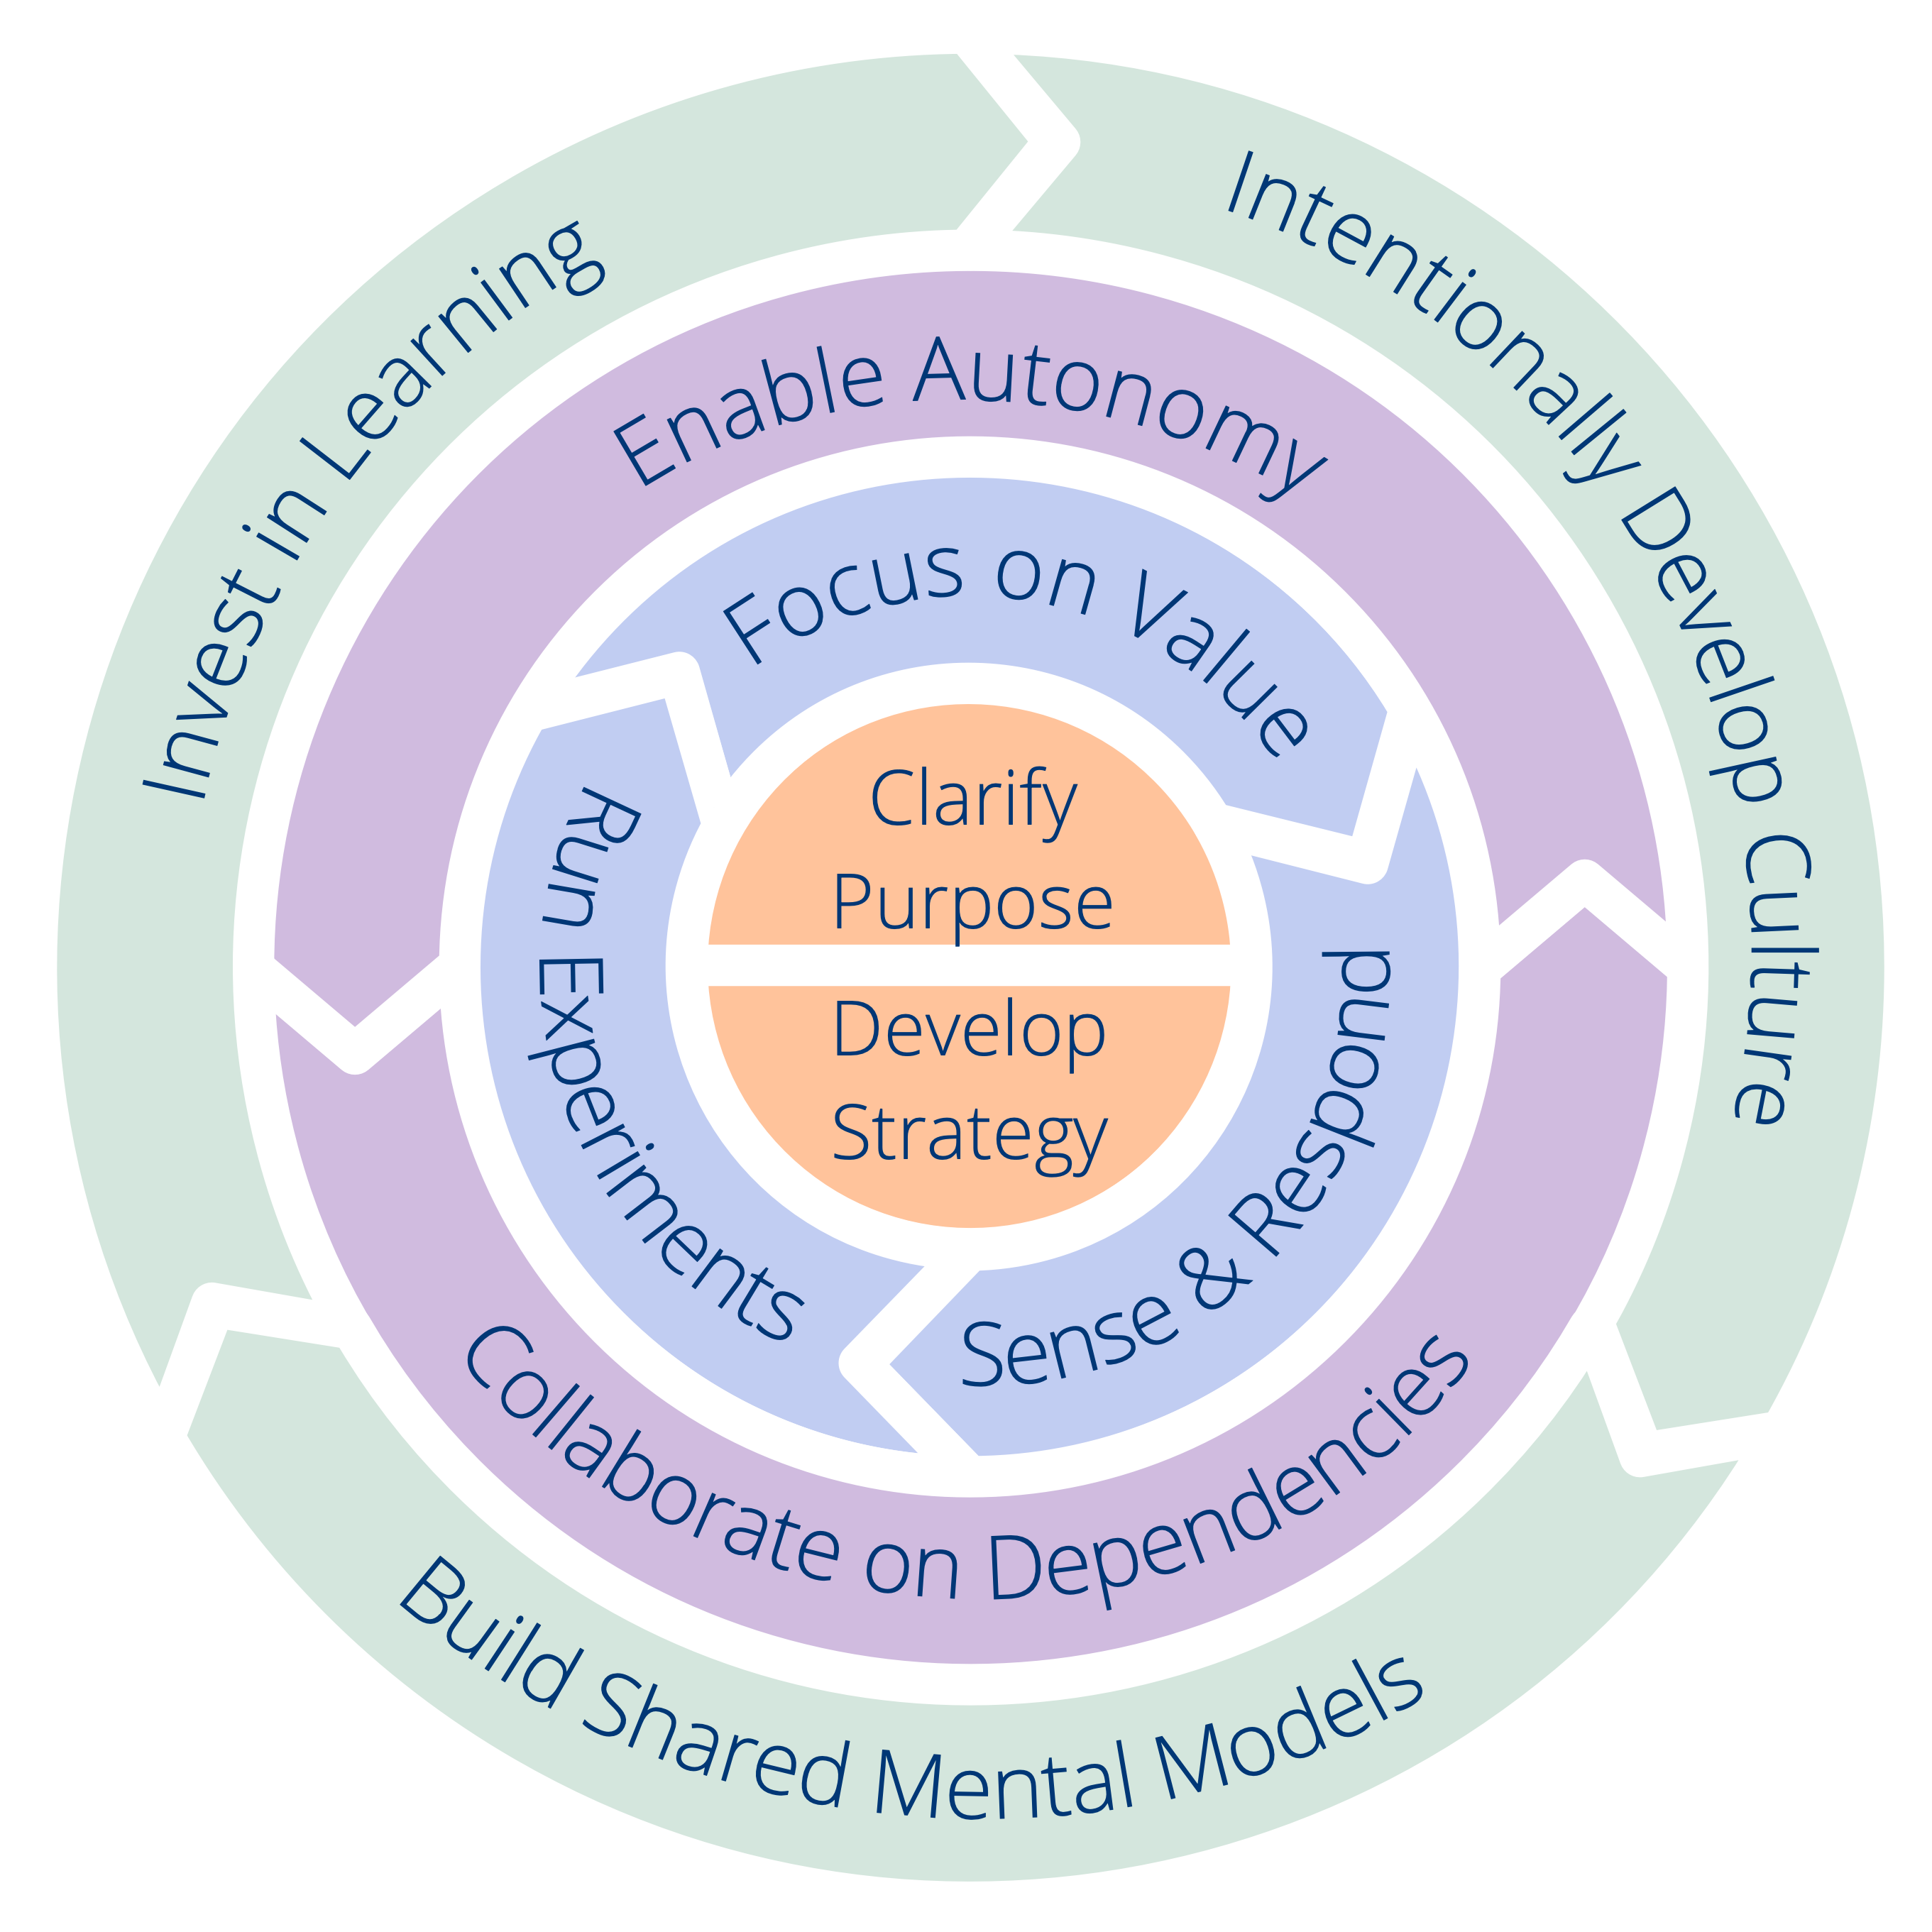 Invest in Learning
Intentionally Develop Culture
Build Shared Mental Models
Enable Autonomy
Collaborate on Dependencies
Focus on Value
Sense & Respond
Run Experiments
Clarify
Purpose
Develop
Strategy